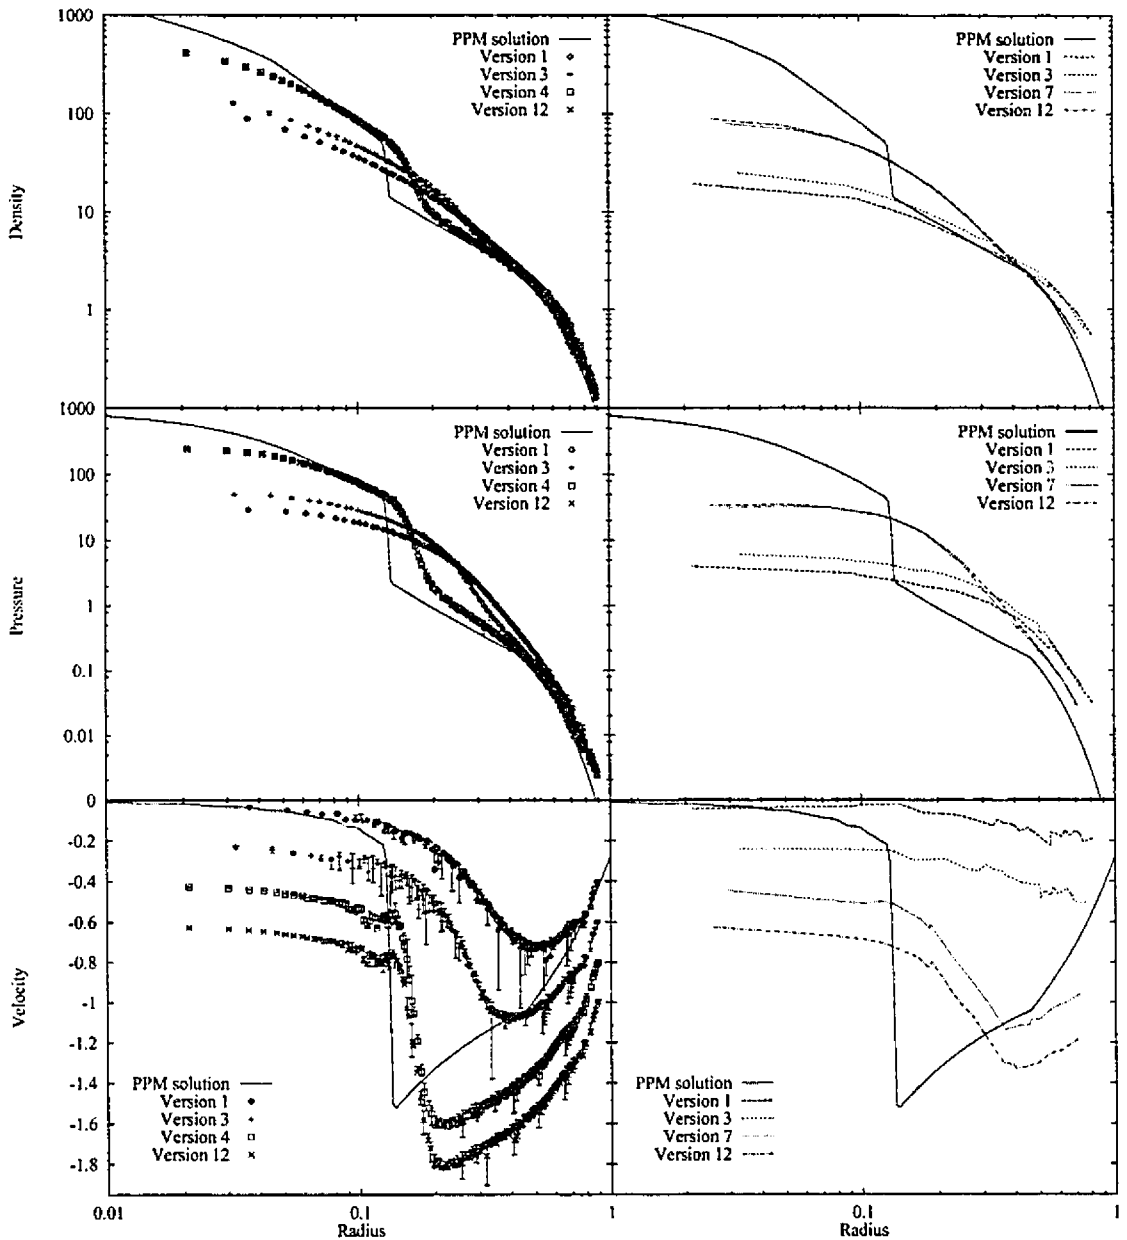 1000
100
10
1
Density
PPM solution
Version 1
Version 3
Version 4
Version 12
PPM solution
Version 1
Version 3
Version 7
Version 12
1000
100
10
1
0.1
0.01
Pressure
PPM solution
Version 1
Version 3
Version 4
Version 12
PPM solution
Version 1
Version 3
Version 7
Version 12
0
-0.2
-0.4
-0.6
-0.8
-1
-1.2
-1.4
-1.6
-1.8
Velocity
PPM solution
Version 1
Version 3
Version 4
Version 12
PPM solution
Version 1
Version 3
Version 7
Version 12
0.01
0.1
1
0.1
1
Radius
Radius